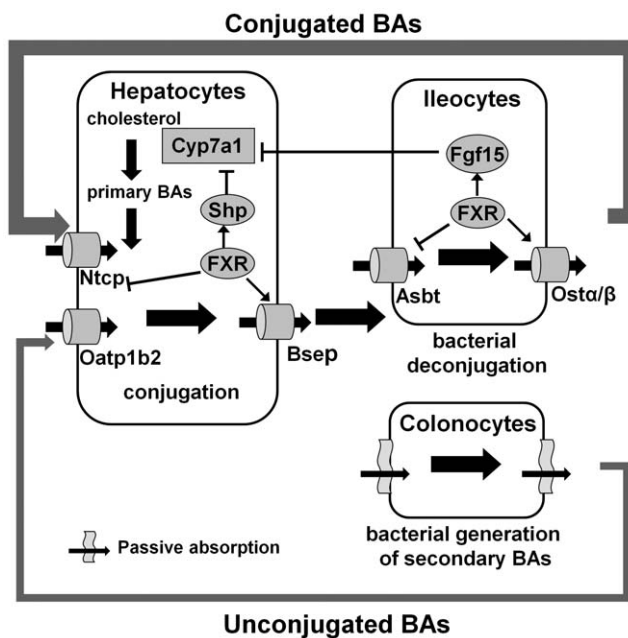 Conjugated BAs
Hepatocytes
cholesterol
Cyp7a1
primary BAs
Shp
FXR
Ntcp
Oatp1b2
Bsep
conjugation
Ileocytes
Fgf15
FXR
Asbt
Ostα/β
bacterial
deconjugation
Colonocytes
bacterial generation
of secondary BAs
Passive absorption
Unconjugated BAs